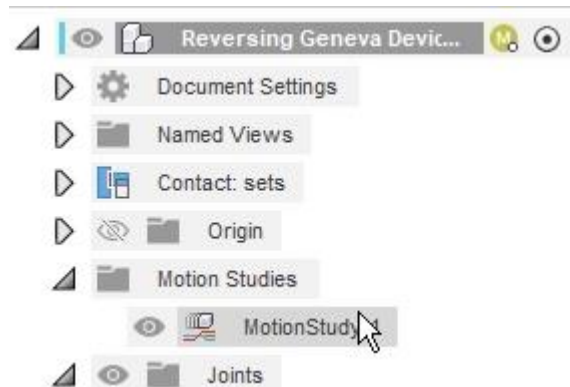 Reversing Geneva Devic... M
Document Settings
Named Views
Contact: sets
Origin
Motion Studies
MotionStudy
Joints